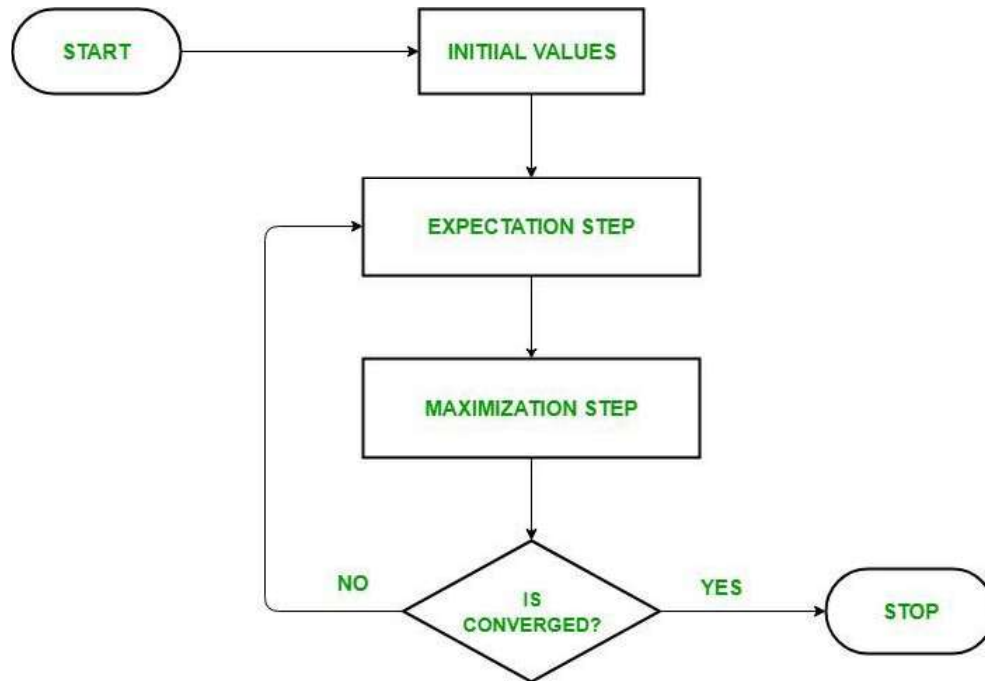 START
INITIIAL VALUES
EXPECTATION STEP
MAXIMIZATION STEP
NO
IS
CONVERGED?
YES
STOP